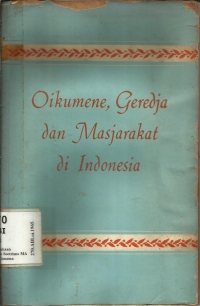 Oikumene, Geredja
dan Masjarakat
di Indonesia